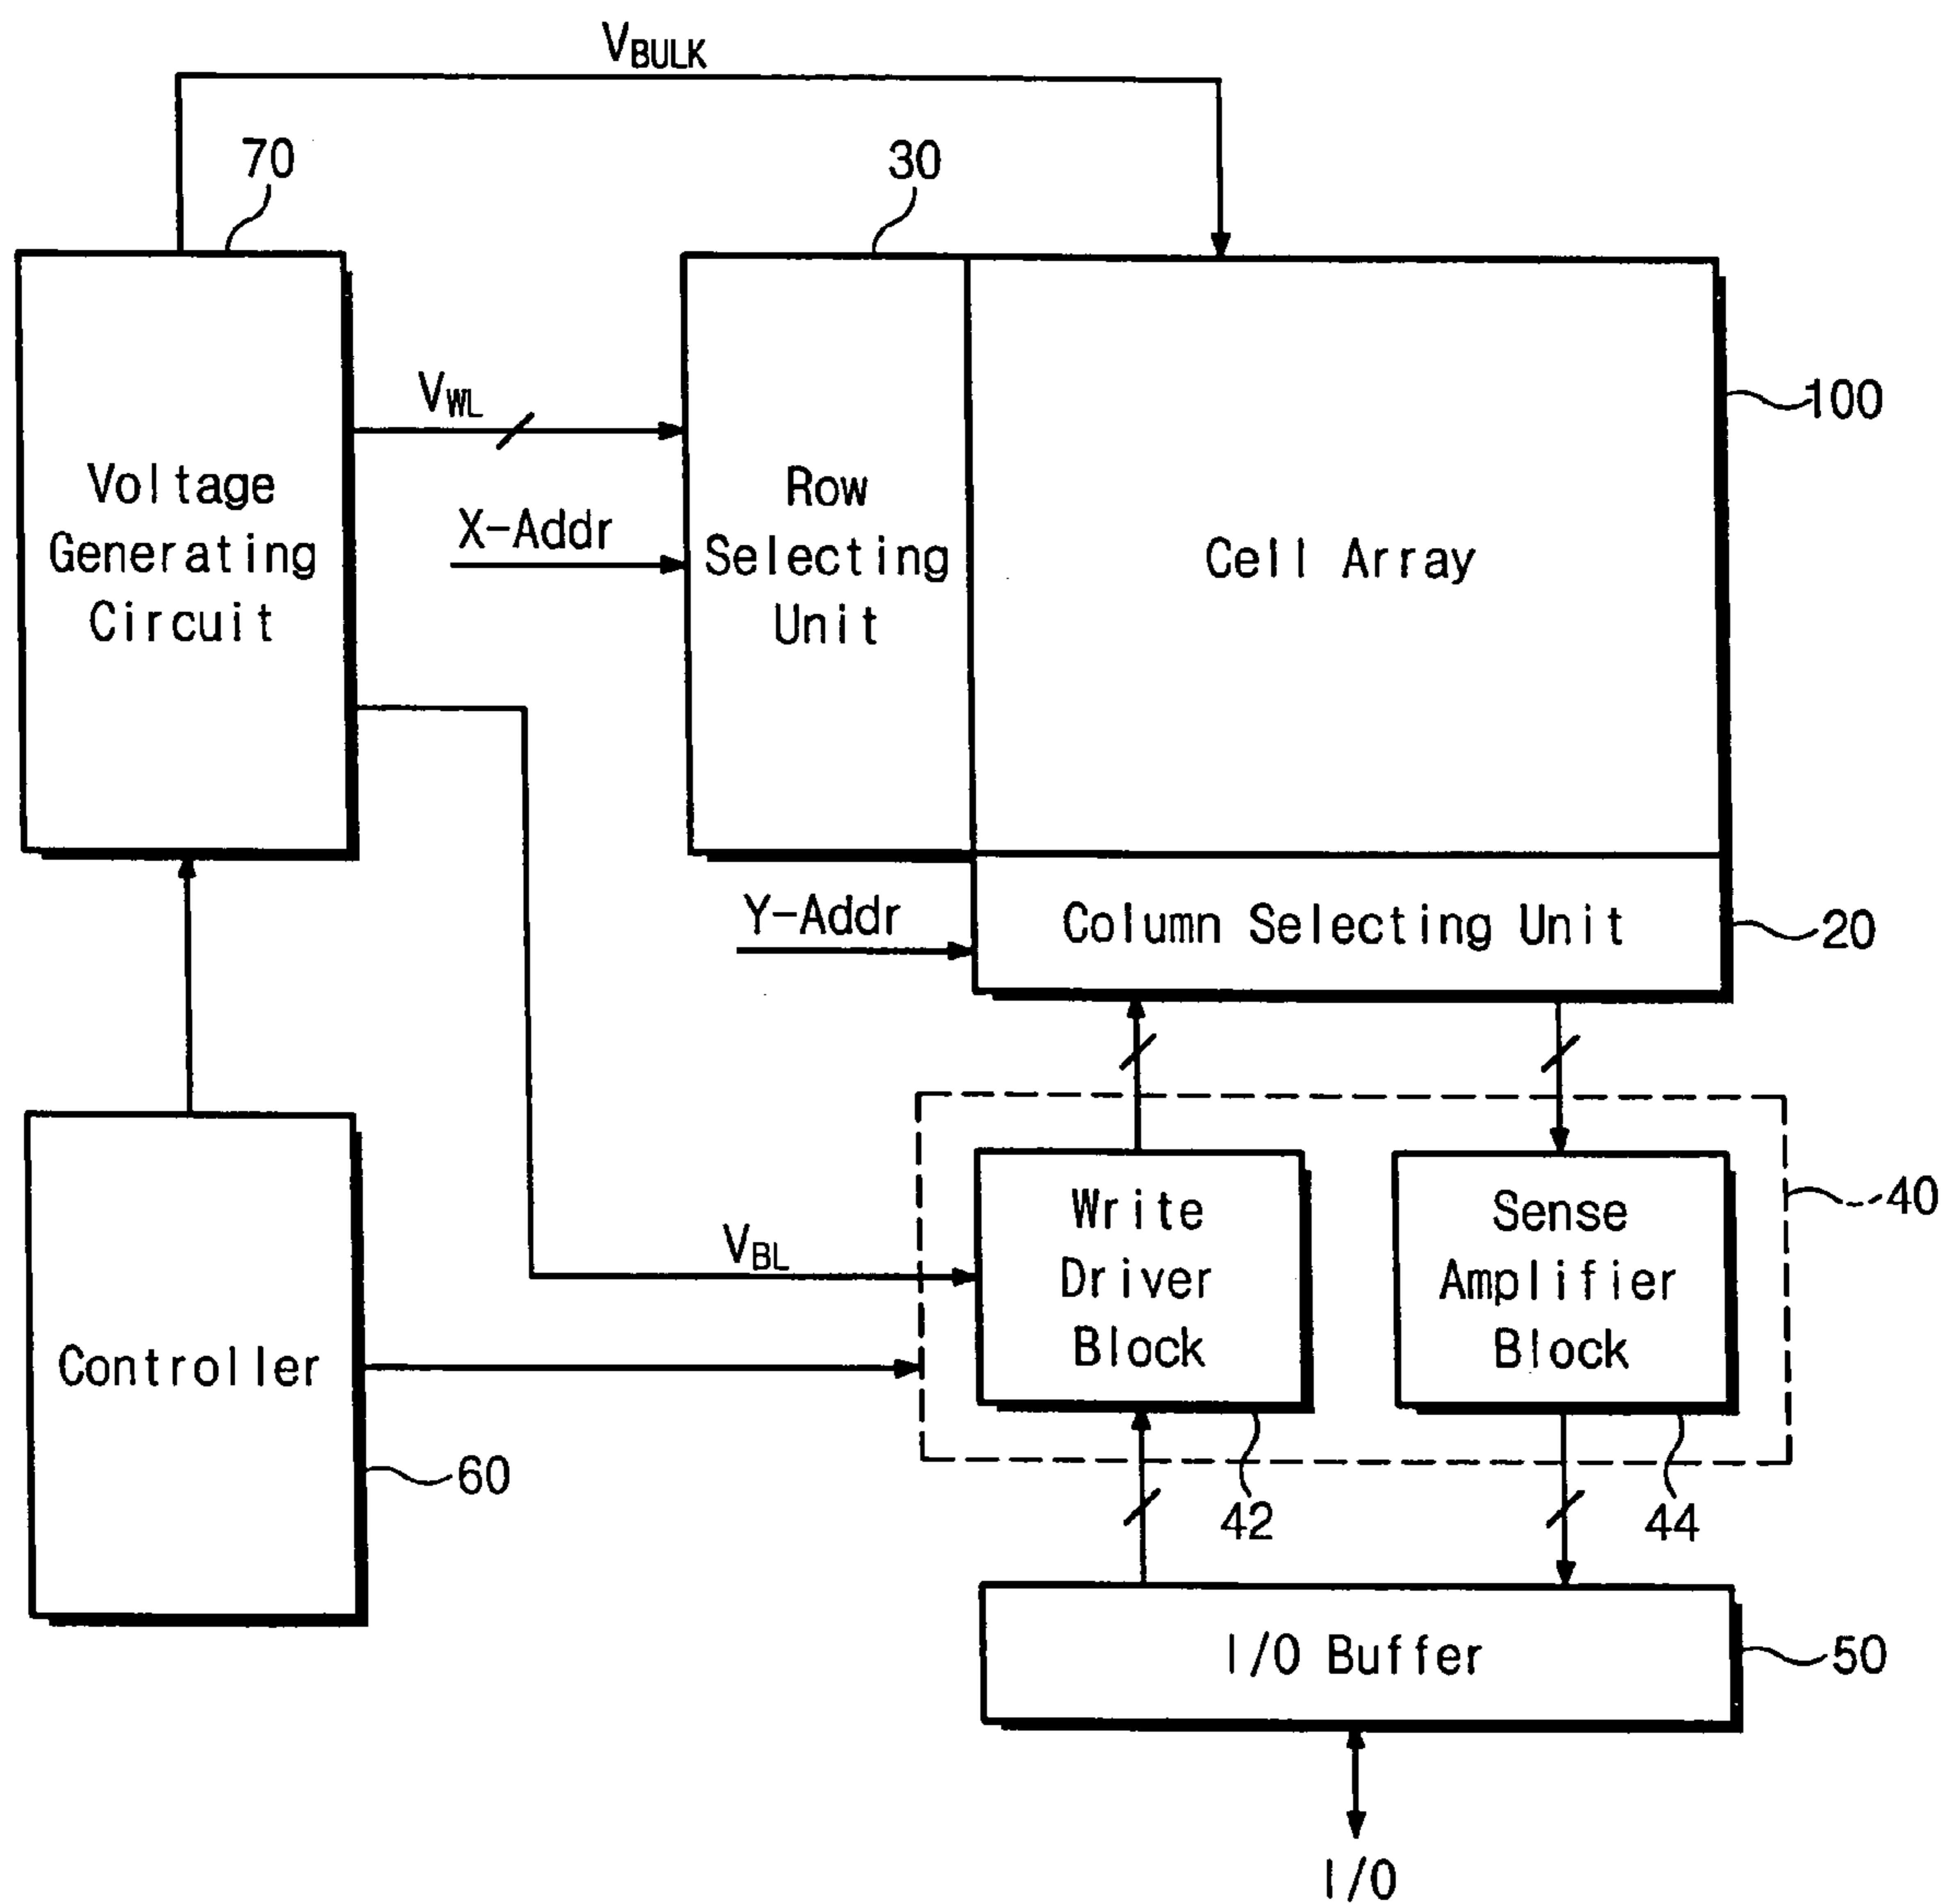 VBULK
70
30
VWL
100
Voltage
Generating
Circuit
X-Addr
Row
Selecting
Unit
Cell Array
Y-Addr
Column Selecting Unit
20
Write
Driver
Block
Sense
Amplifier
Block
40
VBL
Controller
60
42
44
I/O Buffer
50
I/O